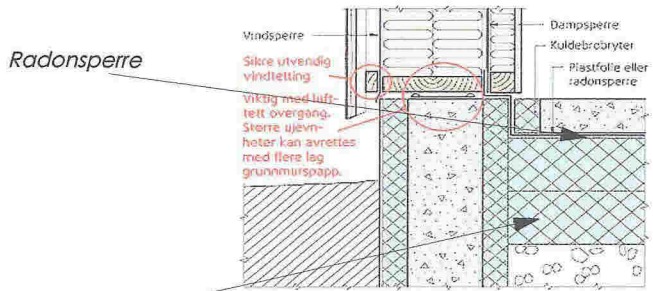 Radonsperre
Vindsperre
Sikre utvendig
vindtetting
Viktig med luft-
tett overgang.
Større ujevn-
heter kan avrettes
med flere lag
grunnmurspapp.
Dampsperre
Kuldebrobryter
Plastfolie eller
radonsperre